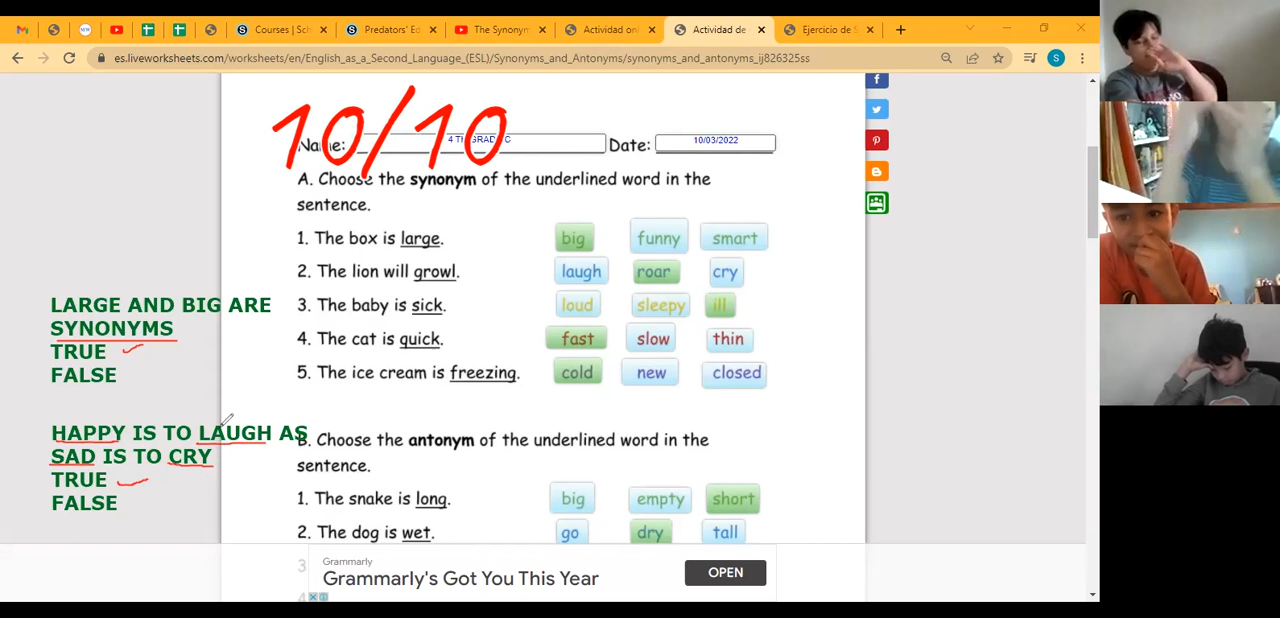 Courses | Sch
Predators' Ed
The Synonym
Actividad onl
Actividad de
Ejercicio de S
es.liveworksheets.com/worksheets/en/English_as_a_Second_Language_(ESL)/Synonyms_and_Antonyms/synonyms_and_antonyms_ij826325ss
S
10/10
Name: 4 TH GRADE C Date: 10/03/2022
A. Choose the synonym of the underlined word in the
sentence.
1. The box is large. big funny smart
2. The lion will growl. laugh roar cry
3. The baby is sick. loud sleepy ill
4. The cat is quick. fast slow thin
5. The ice cream is freezing. cold new closed
LARGE AND BIG ARE
SYNONYMS
TRUE
FALSE
HAPPY IS TO LAUGH AS
SAD IS TO CRY
TRUE
FALSE
B. Choose the antonym of the underlined word in the
sentence.
1. The snake is long. big empty short
2. The dog is wet. go dry tall
3
4
Grammarly
Grammarly's Got You This Year
OPEN